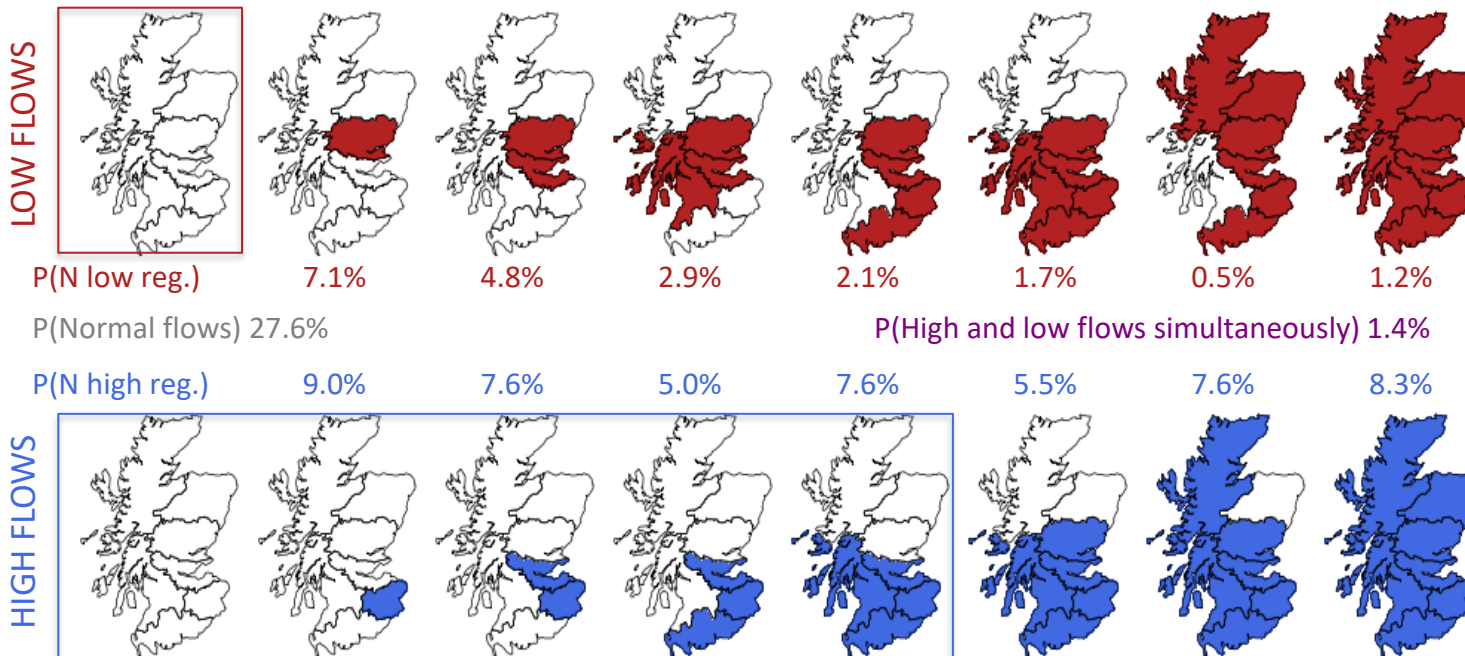 LOW FLOWS
P(N low reg.) 7.1% 4.8% 2.9% 2.1% 1.7% 0.5% 1.2%
P(Normal flows) 27.6% P(High and low flows simultaneously) 1.4%
P(N high reg.) 9.0% 7.6% 5.0% 7.6% 5.5% 7.6% 8.3%
HIGH FLOWS